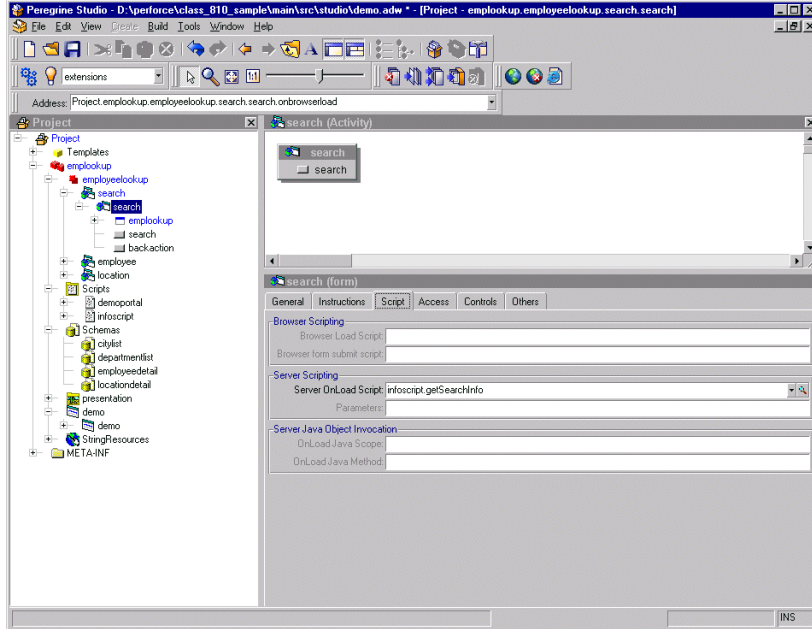 Peregrine Studio - D:\perforce\class_810_sample\main\src\studio\demo.adw * - [Project - emplookup.employeelookup.search.search]
File Edit View Create Build Tools Window Help
extensions
1:1
Address: Project.emplookup.employeelookup.search.search.onbrowserload
Project
Project
Templates
emplookup
employeelookup
search
search
emplookup
search
backaction
employee
location
Scripts
demoportal
infoscript
Schemas
citylist
departmentlist
employeedetail
locationdetail
presentation
demo
demo
StringResources
META-INF
search (Activity)
search
search
search (form)
General Instructions Script Access Controls Others
Browser Scripting
Browser Load Script:
Browser form submit script:
Server Scripting
Server OnLoad Script: infoscript.getSearchInfo
Parameters:
Server Java Object Invocation
OnLoad Java Scope:
OnLoad Java Method:
INS